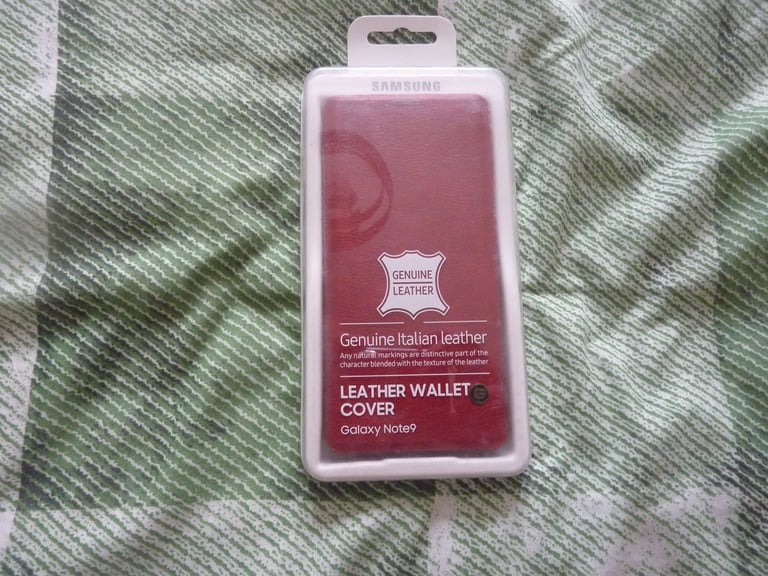 SAMSUNG
GENUINE
LEATHER
Genuine Italian leather
Any natural markings are distinctive part of the
character blended with the texture of the leather
LEATHER WALLET
COVER
Galaxy Note9